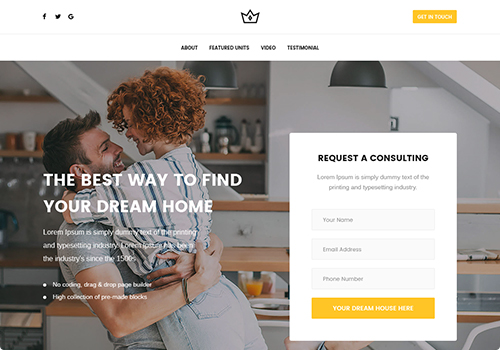 GET IN TOUCH
ABOUT
FEATURED UNITS
VIDEO
TESTIMONIAL
THE BEST WAY TO FIND
YOUR DREAM HOME
Lorem Ipsum is simply dummy text of the printing
and typesetting industry. Lorem Ipsum has been
the industry's since the 1500s
No coding, drag & drop page builder
High collection of pre-made blocks
REQUEST A CONSULTING
Lorem Ipsum is simply dummy text of the
printing and typesetting industry.
Your Name
Email Address
Phone Number
YOUR DREAM HOUSE HERE